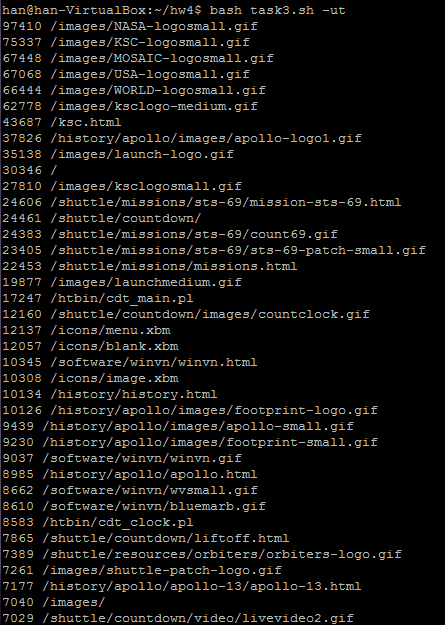 han@han-VirtualBox:~/hw4$ bash task3.sh -ut
97410 /images/NASA-logosmall.gif
75337 /images/KSC-logosmall.gif
67448 /images/MOSAIC-logosmall.gif
67068 /images/USA-logosmall.gif
66444 /images/WORLD-logosmall.gif
62778 /images/ksclogo-medium.gif
43687 /ksc.html
37826 /history/apollo/images/apollo-logo1.gif
35138 /images/launch-logo.gif
30346 /
27810 /images/ksclogosmall.gif
24606 /shuttle/missions/sts-69/mission-sts-69.html
24461 /shuttle/countdown/
24383 /shuttle/missions/sts-69/count69.gif
23405 /shuttle/missions/sts-69/sts-69-patch-small.gif
22453 /shuttle/missions/missions.html
19877 /images/launchmedium.gif
17247 /htbin/cdt_main.pl
12160 /shuttle/countdown/images/countclock.gif
12137 /icons/menu.xbm
12057 /icons/blank.xbm
10345 /software/winvn/winvn.html
10308 /icons/image.xbm
10134 /history/history.html
10126 /history/apollo/images/footprint-logo.gif
9439 /history/apollo/images/apollo-small.gif
9230 /history/apollo/images/footprint-small.gif
9037 /software/winvn/winvn.gif
8985 /history/apollo/apollo.html
8662 /software/winvn/wvsmall.gif
8610 /software/winvn/bluemarb.gif
8583 /htbin/cdt_clock.pl
7865 /shuttle/countdown/liftoff.html
7389 /shuttle/resources/orbiters/orbiters-logo.gif
7261 /images/shuttle-patch-logo.gif
7177 /history/apollo/apollo-13/apollo-13.html
7040 /images/
7029 /shuttle/countdown/video/livevideo2.gif